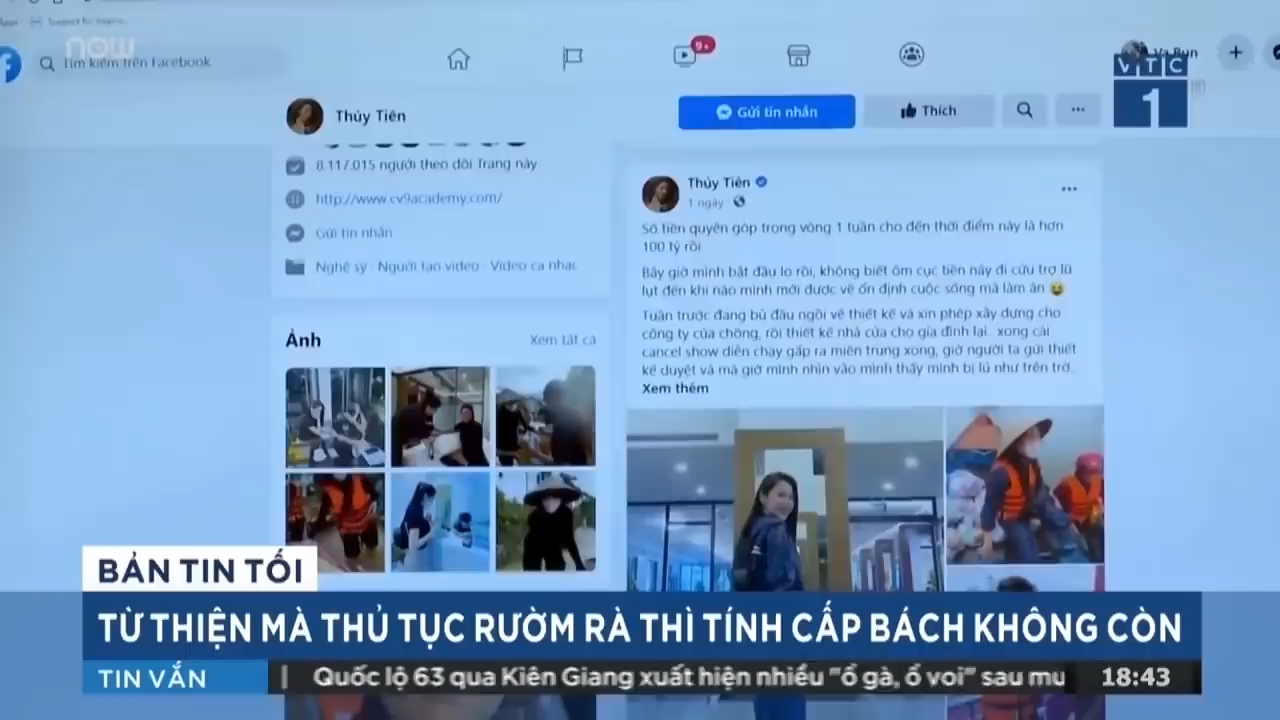 now
Tìm kiếm trên Facebook
9+
Va Bun
VTC
1
Thủy Tiên
Gửi tin nhắn
Thích
8.117.015 người theo dõi Trang này
http://www.cv9academy.com/
Gửi tin nhắn
Nghệ sỹ · Người tạo video · Video ca nhạc
Ảnh
Xem tất cả
Thủy Tiên
1 ngày
Số tiền quyên góp trong vòng 1 tuần cho đến thời điểm này là hơn
100 tỷ rồi
Bây giờ mình bắt đầu lo rồi, không biết ôm cục tiền này đi cứu trợ lũ
lụt đến khi nào mình mới được về ổn định cuộc sống mà làm ăn
Tuần trước đang bù đầu ngồi vẽ thiết kế và xin phép xây dựng cho
công ty của chồng, rồi thiết kế nhà cửa cho gia đình lại.. xong cái
cancel show diễn chạy gấp ra miền trung xong, giờ người ta gửi thiết
kế duyệt và mà giờ mình nhìn vào mình thấy mình bị lú như trên trờ...
Xem thêm
BẢN TIN TỐI
TỪ THIỆN MÀ THỦ TỤC RƯỜM RÀ THÌ TÍNH CẤP BÁCH KHÔNG CÒN
TIN VẮN
Quốc lộ 63 qua Kiên Giang xuất hiện nhiều "ổ gà, ổ voi" sau mu
18:43